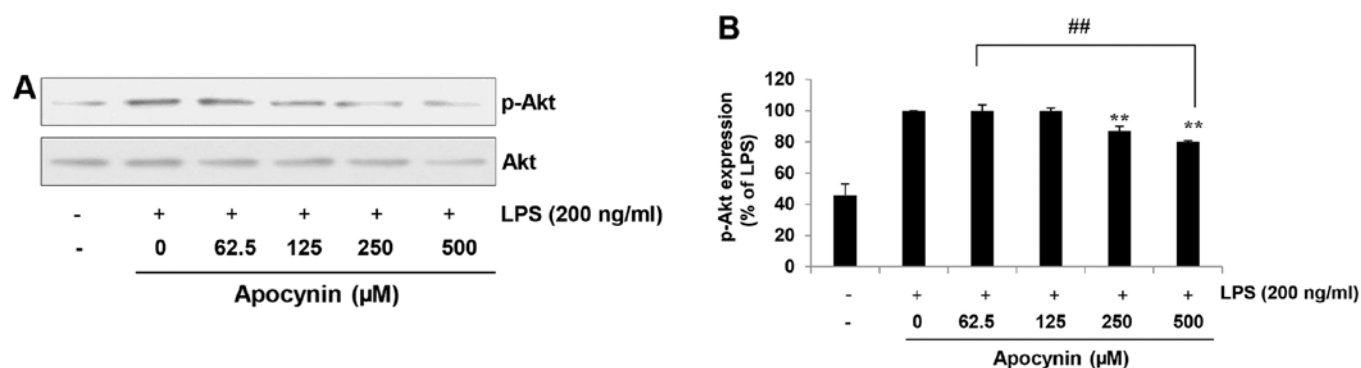 A
p-Akt
Akt
- + + + + + LPS (200 ng/ml)
- 0 62.5 125 250 500
Apocynin (µM)
B
##
120
100
80
60
40
20
0
p-Akt expression
(% of LPS)
**
**
- + + + + + LPS (200 ng/ml)
- 0 62.5 125 250 500
Apocynin (µM)